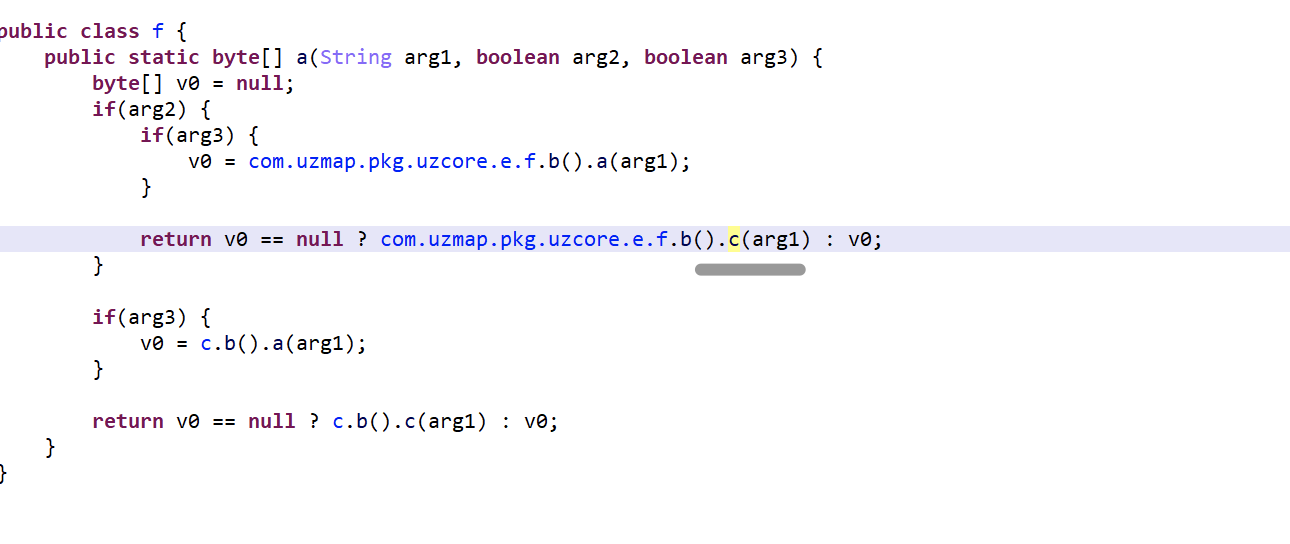 public class f {
public static byte[] a(String arg1, boolean arg2, boolean arg3) {
byte[] v0 = null;
if(arg2) {
if(arg3) {
v0 = com.uzmap.pkg.uzcore.e.f.b().a(arg1);
}
return v0 == null ? com.uzmap.pkg.uzcore.e.f.b().c(arg1) : v0;
}
if(arg3) {
v0 = c.b().a(arg1);
}
return v0 == null ? c.b().c(arg1) : v0;
}
}